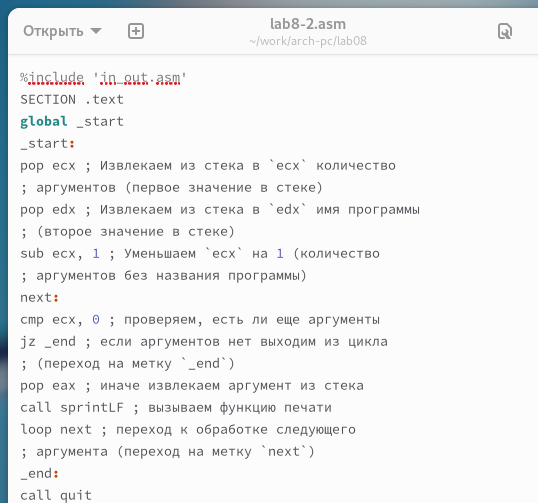 Открыть
lab8-2.asm
~/work/arch-pc/lab08
%include 'in_out.asm'
SECTION .text
global _start
_start:
pop ecx ; Извлекаем из стека в `ecx` количество
; аргументов (первое значение в стеке)
pop edx ; Извлекаем из стека в `edx` имя программы
; (второе значение в стеке)
sub ecx, 1 ; Уменьшаем `ecx` на 1 (количество
; аргументов без названия программы)
next:
cmp ecx, 0 ; проверяем, есть ли еще аргументы
jz _end ; если аргументов нет выходим из цикла
; (переход на метку `_end`)
pop eax ; иначе извлекаем аргумент из стека
call sprintLF ; вызываем функцию печати
loop next ; переход к обработке следующего
; аргумента (переход на метку `next`)
_end:
call quit